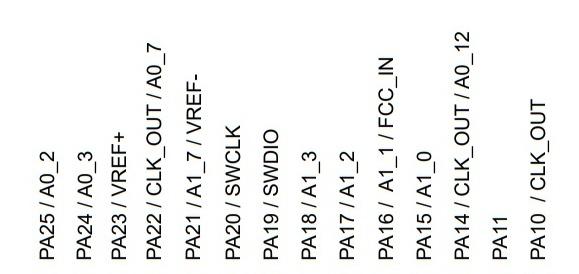 PA25 / A0_2
PA24 / A0_3
PA23 / VREF+
PA22 / CLK_OUT / A0_7
PA21 / A1_7 / VREF-
PA20 / SWCLK
PA19 / SWDIO
PA18 / A1_3
PA17 / A1_2
PA16 / A1_1 / FCC_IN
PA15 / A1_0
PA14 / CLK_OUT / A0_12
PA11
PA10 / CLK_OUT